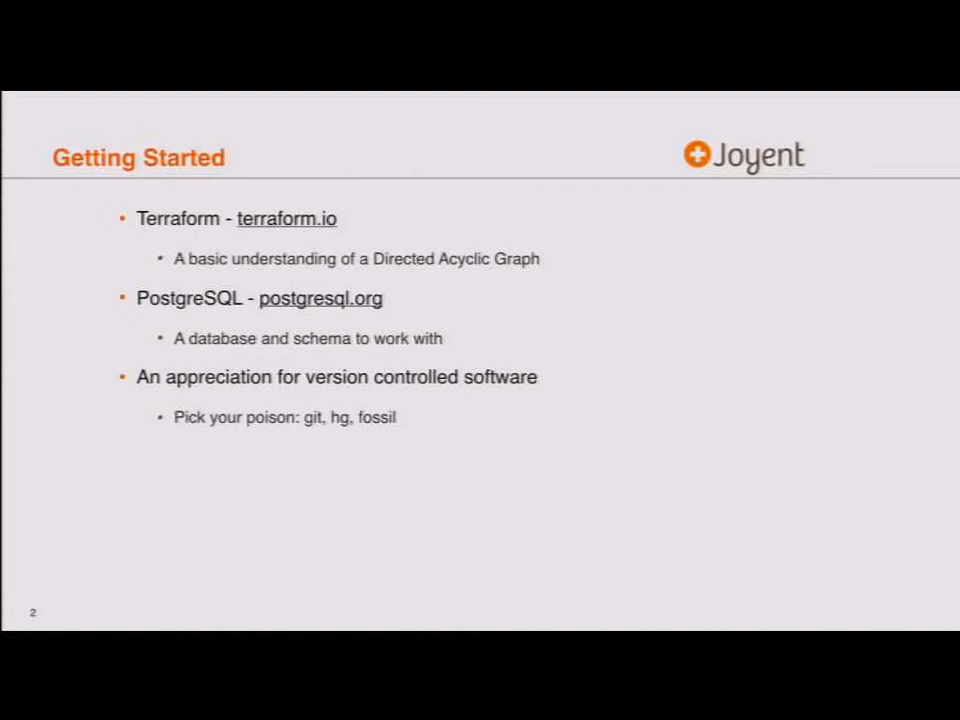 Getting Started
Joyent
• Terraform - terraform.io
• A basic understanding of a Directed Acyclic Graph
• PostgreSQL - postgresql.org
• A database and schema to work with
• An appreciation for version controlled software
• Pick your poison: git, hg, fossil
2